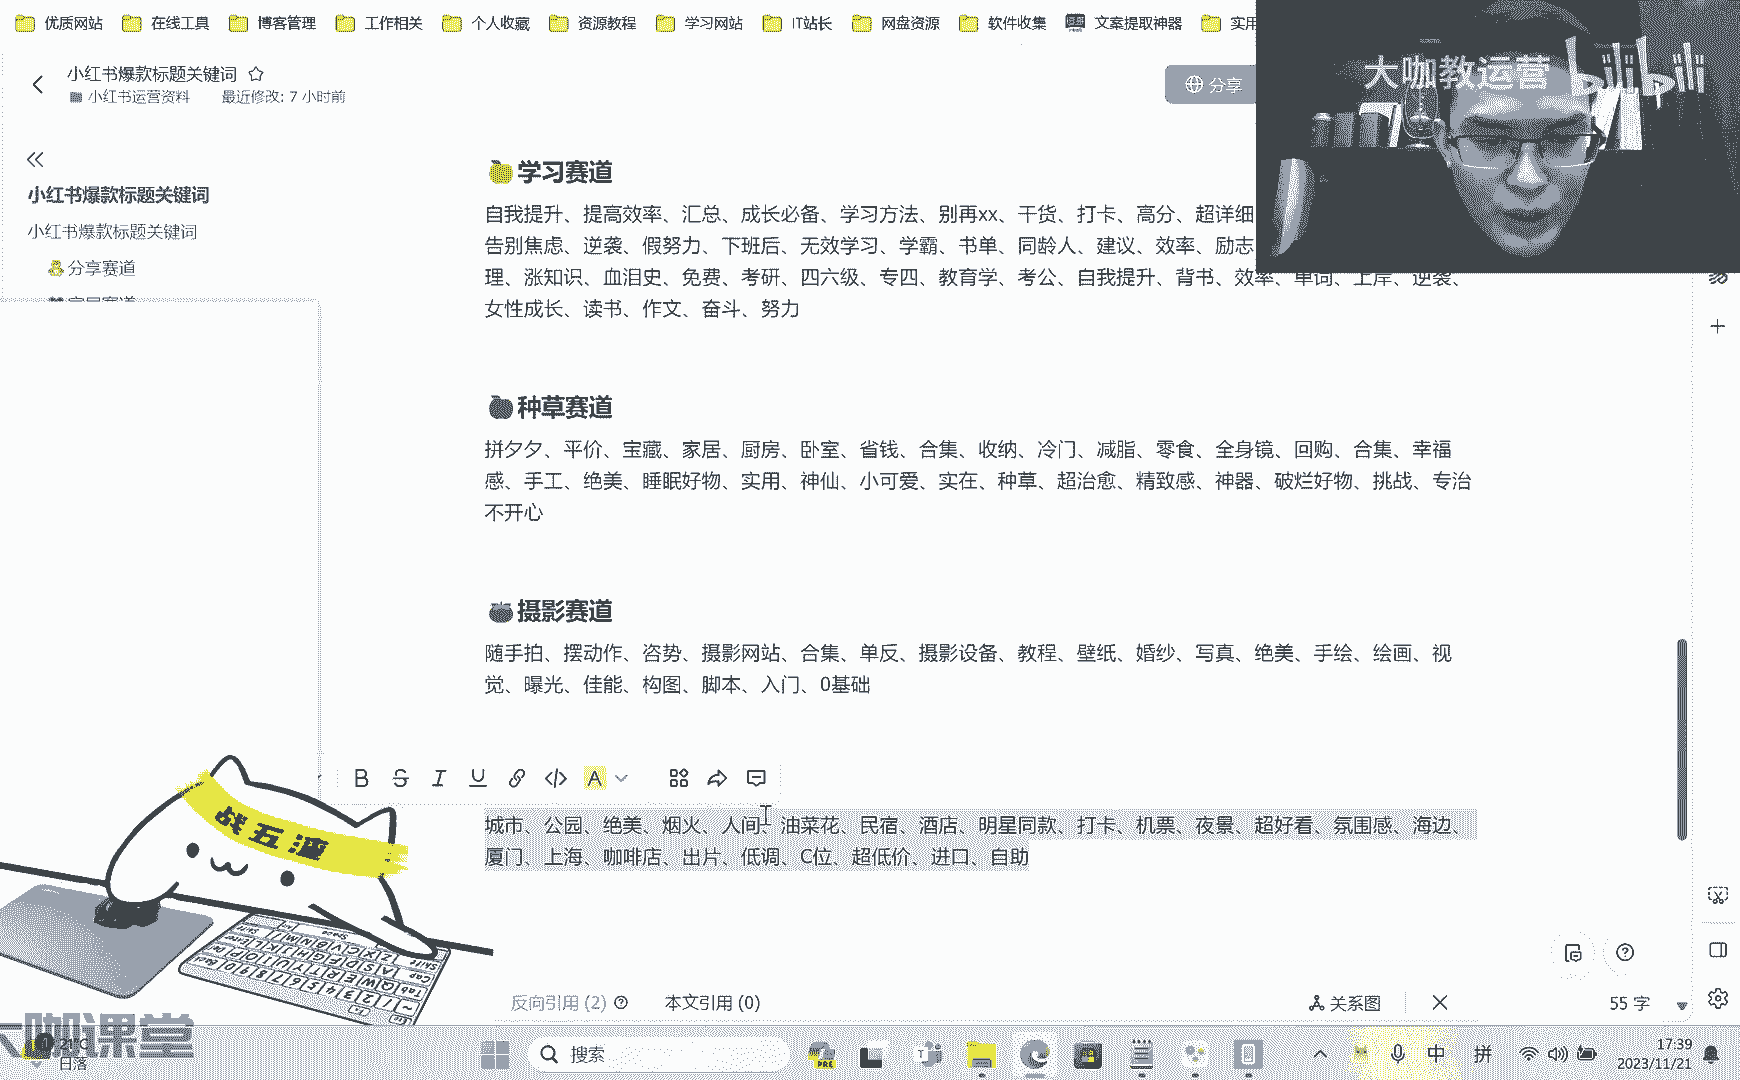 优质网站 在线工具 博客管理 工作相关 个人收藏 资源教程 学习网站 IT站长 网盘资源 软件收集 文案提取神器 实用
大咖教运营 bilibili
小红书爆款标题关键词
小红书运营资料 最近修改: 7 小时前
分享
小红书爆款标题关键词
小红书爆款标题关键词
分享赛道
学习赛道
自我提升、提高效率、汇总、成长必备、学习方法、别再xx、干货、打卡、高分、超详细
告别焦虑、逆袭、假努力、下班后、无效学习、学霸、书单、同龄人、建议、效率、励志
理、涨知识、血泪史、免费、考研、四六级、专四、教育学、考公、自我提升、背书、效率、单词、上岸、逆袭、
女性成长、读书、作文、奋斗、努力
种草赛道
拼夕夕、平价、宝藏、家居、厨房、卧室、省钱、合集、收纳、冷门、减脂、零食、全身镜、回购、合集、幸福
感、手工、绝美、睡眠好物、实用、神仙、小可爱、实在、种草、超治愈、精致感、神器、破烂好物、挑战、专治
不开心
摄影赛道
随手拍、摆动作、咨势、摄影网站、合集、单反、摄影设备、教程、壁纸、婚纱、写真、绝美、手绘、绘画、视
觉、曝光、佳能、构图、脚本、入门、0基础
B S I U </> A
城市、公园、绝美、烟火、人间、油菜花、民宿、酒店、明星同款、打卡、机票、夜景、超好看、氛围感、海边、
厦门、上海、咖啡店、出片、低调、C位、超低价、进口、自助
战五渣
反向引用 (2) 本文引用 (0) 关系图 55 字
大咖课堂
21°C
日落
搜索
PRE
中 拼
17:39
2023/11/21